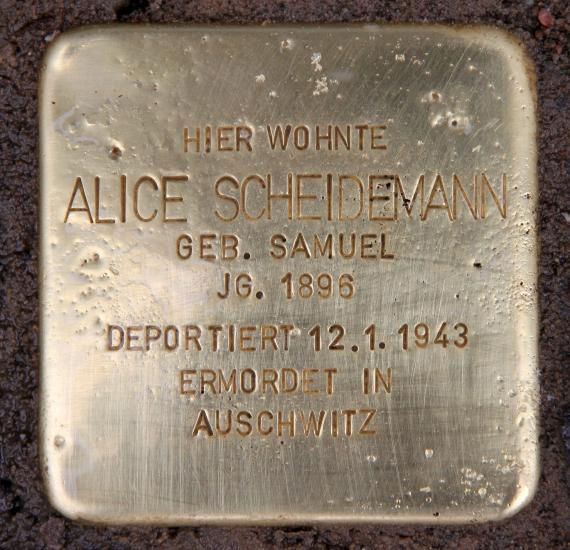 HIER WOHNTE
ALICE SCHEIDEMANN
GEB. SAMUEL
JG. 1896
DEPORTIERT 12.1.1943
ERMORDET IN
AUSCHWITZ